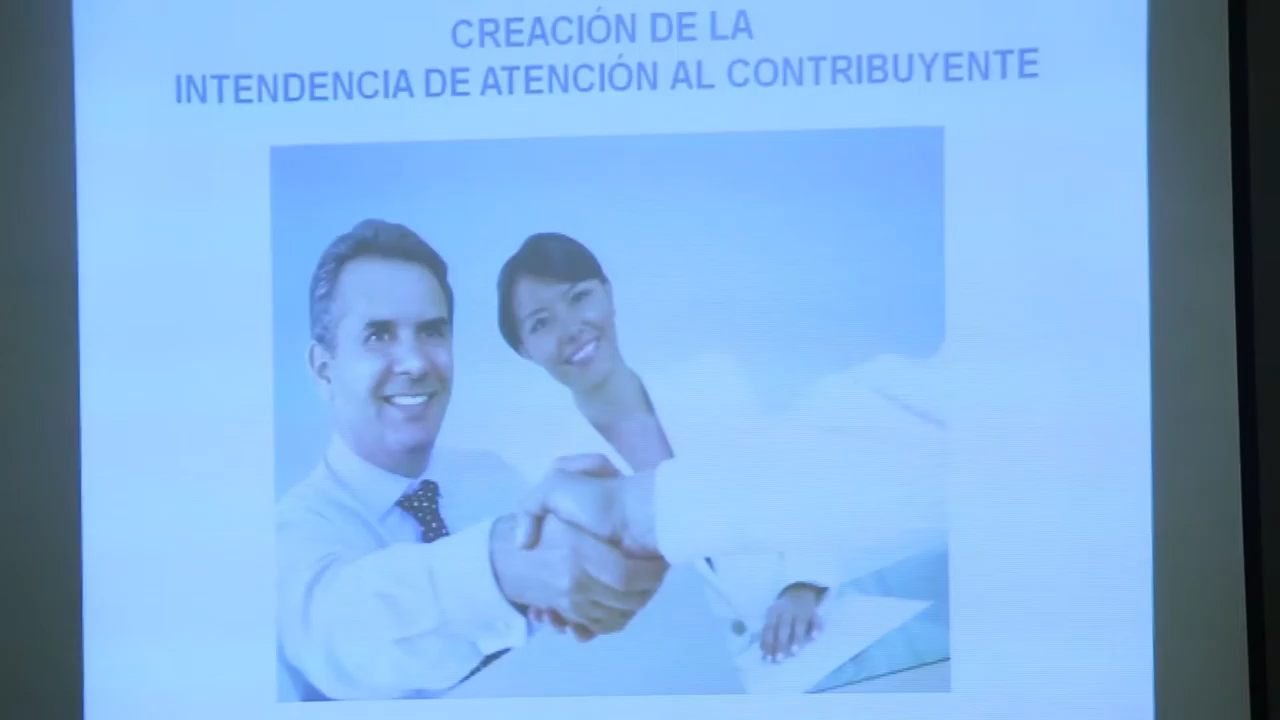 CREACIÓN DE LA
INTENDENCIA DE ATENCIÓN AL CONTRIBUYENTE